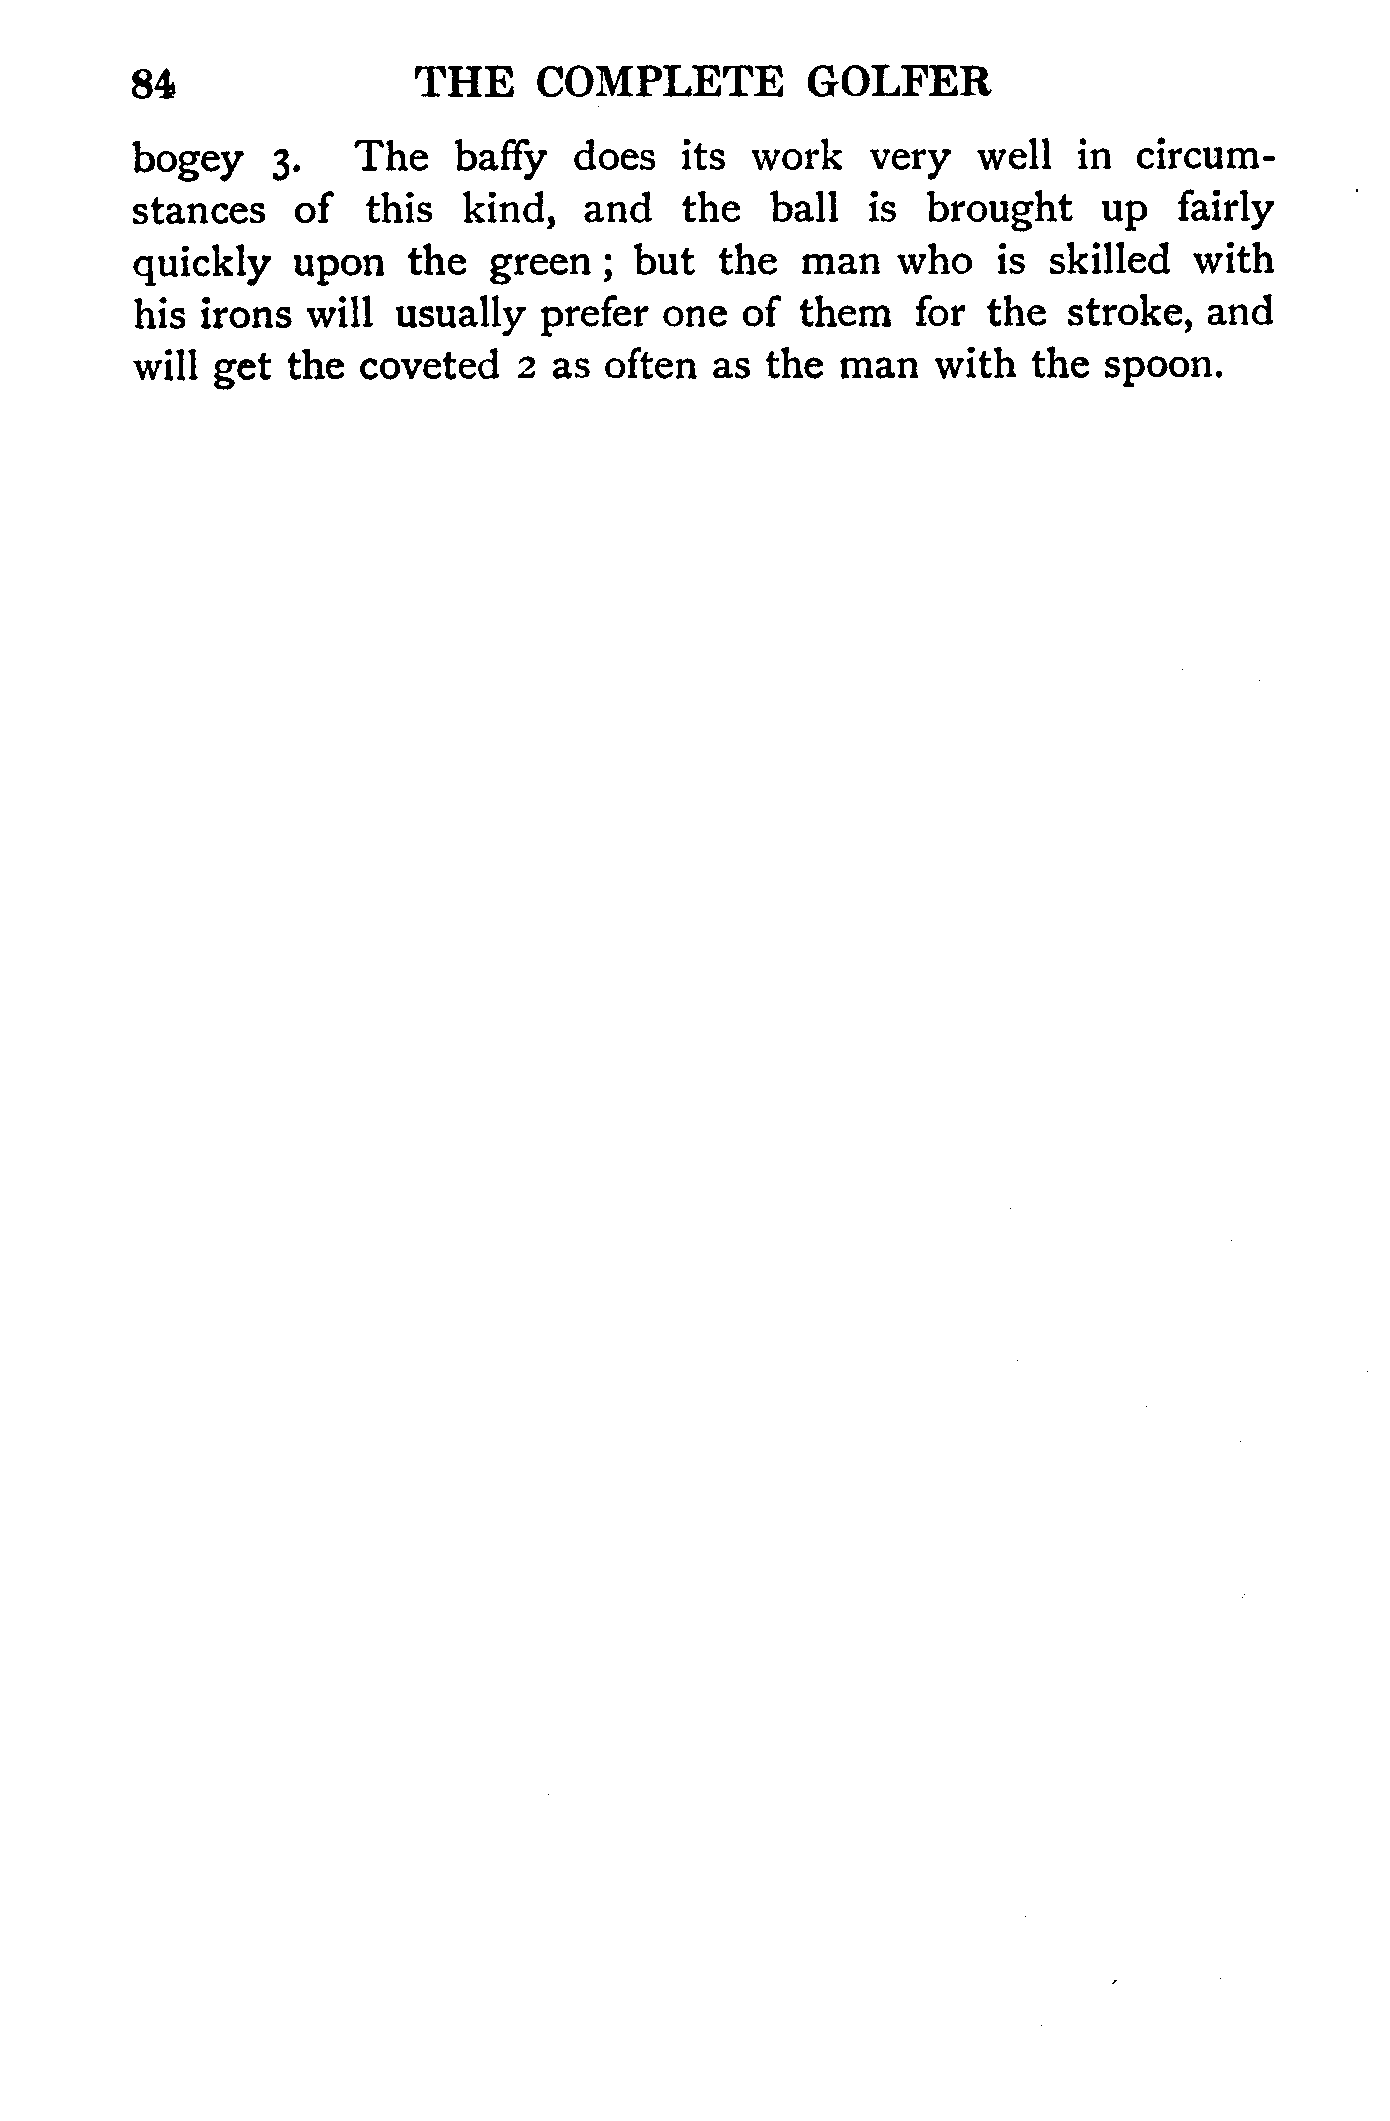 84 THE COMPLETE GOLFER
bogey 3. The baffy does its work very well in circum-
stances of this kind, and the ball is brought up fairly
quickly upon the green ; but the man who is skilled with
his irons will usually prefer one of them for the stroke, and
will get the coveted 2 as often as the man with the spoon.